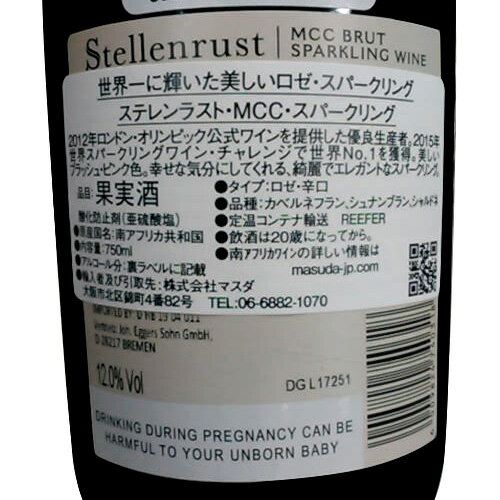 Stellenrust
MCC BRUT
SPARKLING WINE
世界一に輝いた美しいロゼ・スパークリング
ステレンラスト・MCC・スパークリング
2012年ロンドン・オリンピック公式ワインを提供した優良生産者。2015年
世界スパークリングワイン・チャレンジで世界No.1を獲得。美しい
ブラッシュ・ピンク色。幸せな気分にしてくれる、綺麗でエレガントなスパークリング。
品名:果実酒
酸化防止剤(亜硫酸塩)
●原産国名:南アフリカ共和国
●内容量:750ml
●アルコール分:裏ラベルに記載
●輸入者及び引取先:株式会社マスダ
大阪市北区錦町4番82号 TEL:06-6882-1070
●タイプ:ロゼ・辛口
●品種:カベルネフラン,シュナンブラン,シャルドネ
●定温コンテナ輸送 REEFER
●飲酒は20歳になってから。
●南アフリカワインの詳しい情報は
masuda-jp.com
Vertrieb: Joh. Eggers Sohn GmbH,
D-28217 BREMEN
12.0% Vol
DG L17251
DRINKING DURING PREGNANCY CAN BE
HARMFUL TO YOUR UNBORN BABY